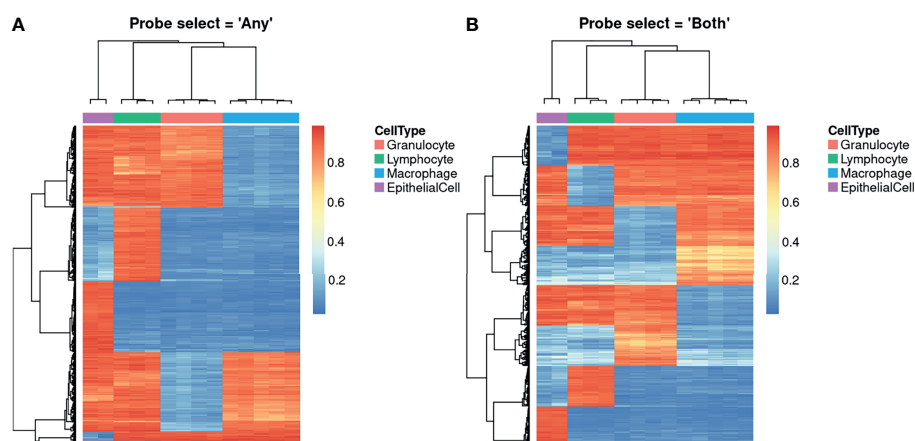 A
Probe select = 'Any'
CellType
Granulocyte
Lymphocyte
Macrophage
EpithelialCell
0.8
0.6
0.4
0.2
B
Probe select = 'Both'
CellType
Granulocyte
Lymphocyte
Macrophage
EpithelialCell
0.8
0.6
0.4
0.2